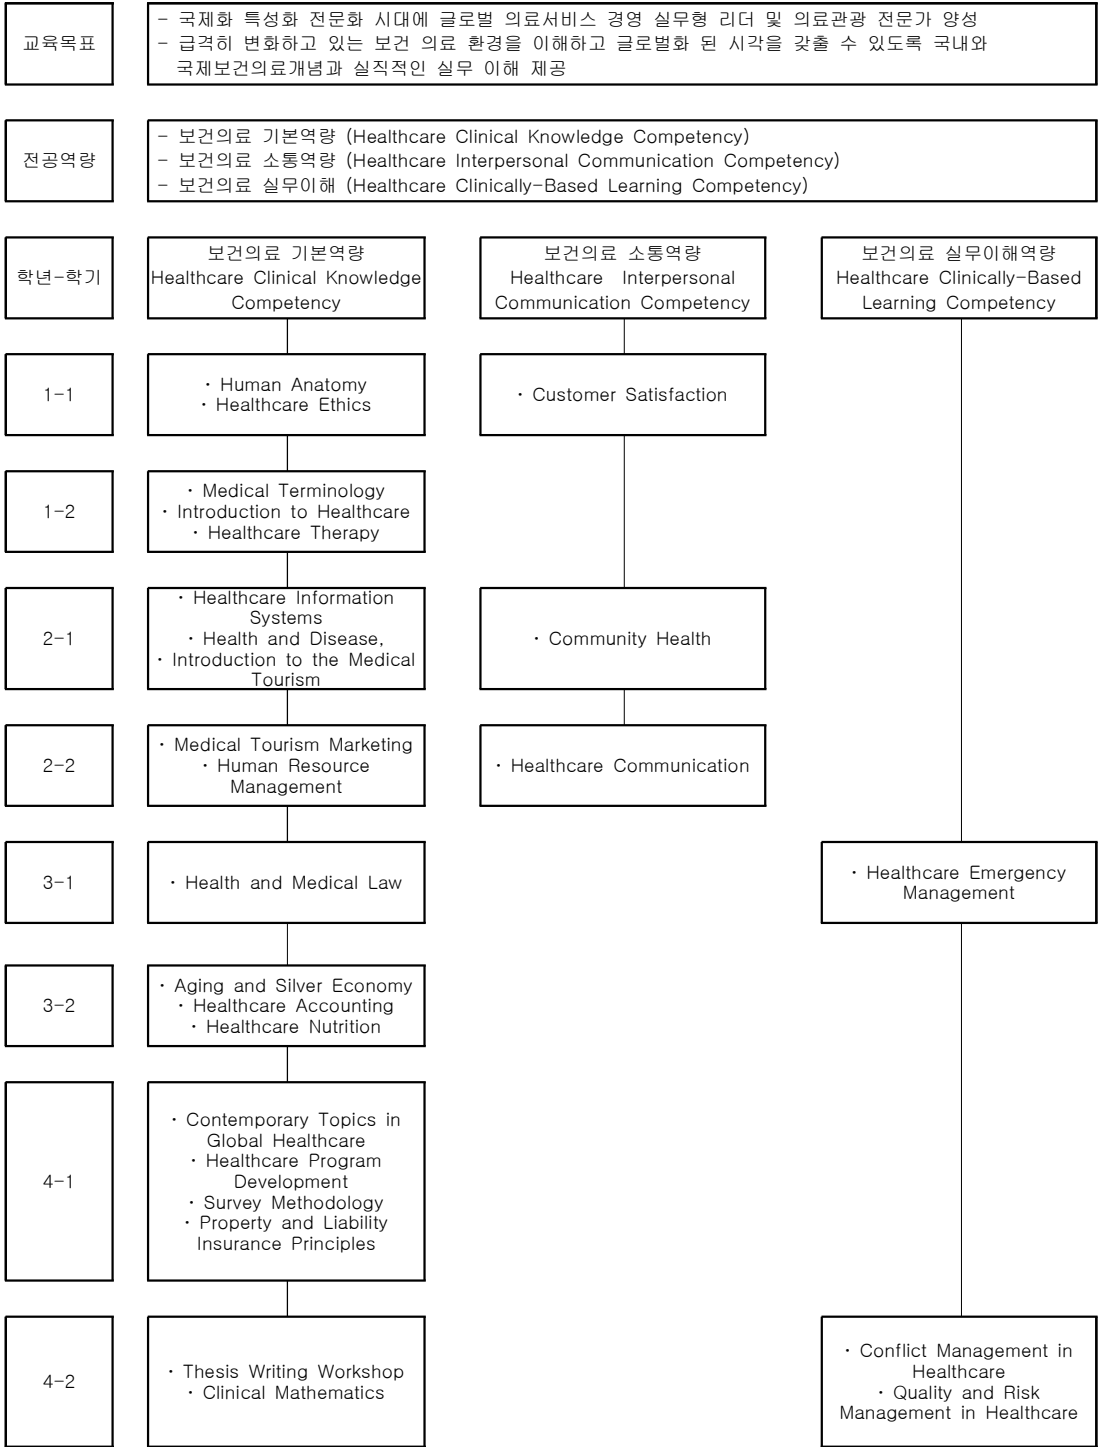 교육목표
- 국제화 특성화 전문화 시대에 글로벌 의료서비스 경영 실무형 리더 및 의료관광 전문가 양성
- 급격히 변화하고 있는 보건 의료 환경을 이해하고 글로벌화 된 시각을 갖출 수 있도록 국내와
국제보건의료개념과 실직적인 실무 이해 제공
전공역량
- 보건의료 기본역량 (Healthcare Clinical Knowledge Competency)
- 보건의료 소통역량 (Healthcare Interpersonal Communication Competency)
- 보건의료 실무이해 (Healthcare Clinically-Based Learning Competency)
학년-학기
보건의료 기본역량
Healthcare Clinical Knowledge
Competency
보건의료 소통역량
Healthcare Interpersonal
Communication Competency
보건의료 실무이해역량
Healthcare Clinically-Based
Learning Competency
1-1
· Human Anatomy
· Healthcare Ethics
· Customer Satisfaction
1-2
· Medical Terminology
· Introduction to Healthcare
· Healthcare Therapy
2-1
· Healthcare Information
Systems
· Health and Disease,
· Introduction to the Medical
Tourism
· Community Health
2-2
· Medical Tourism Marketing
· Human Resource
Management
· Healthcare Communication
3-1
· Health and Medical Law
· Healthcare Emergency
Management
3-2
· Aging and Silver Economy
· Healthcare Accounting
· Healthcare Nutrition
4-1
· Contemporary Topics in
Global Healthcare
· Healthcare Program
Development
· Survey Methodology
· Property and Liability
Insurance Principles
4-2
· Thesis Writing Workshop
· Clinical Mathematics
· Conflict Management in
Healthcare
· Quality and Risk
Management in Healthcare